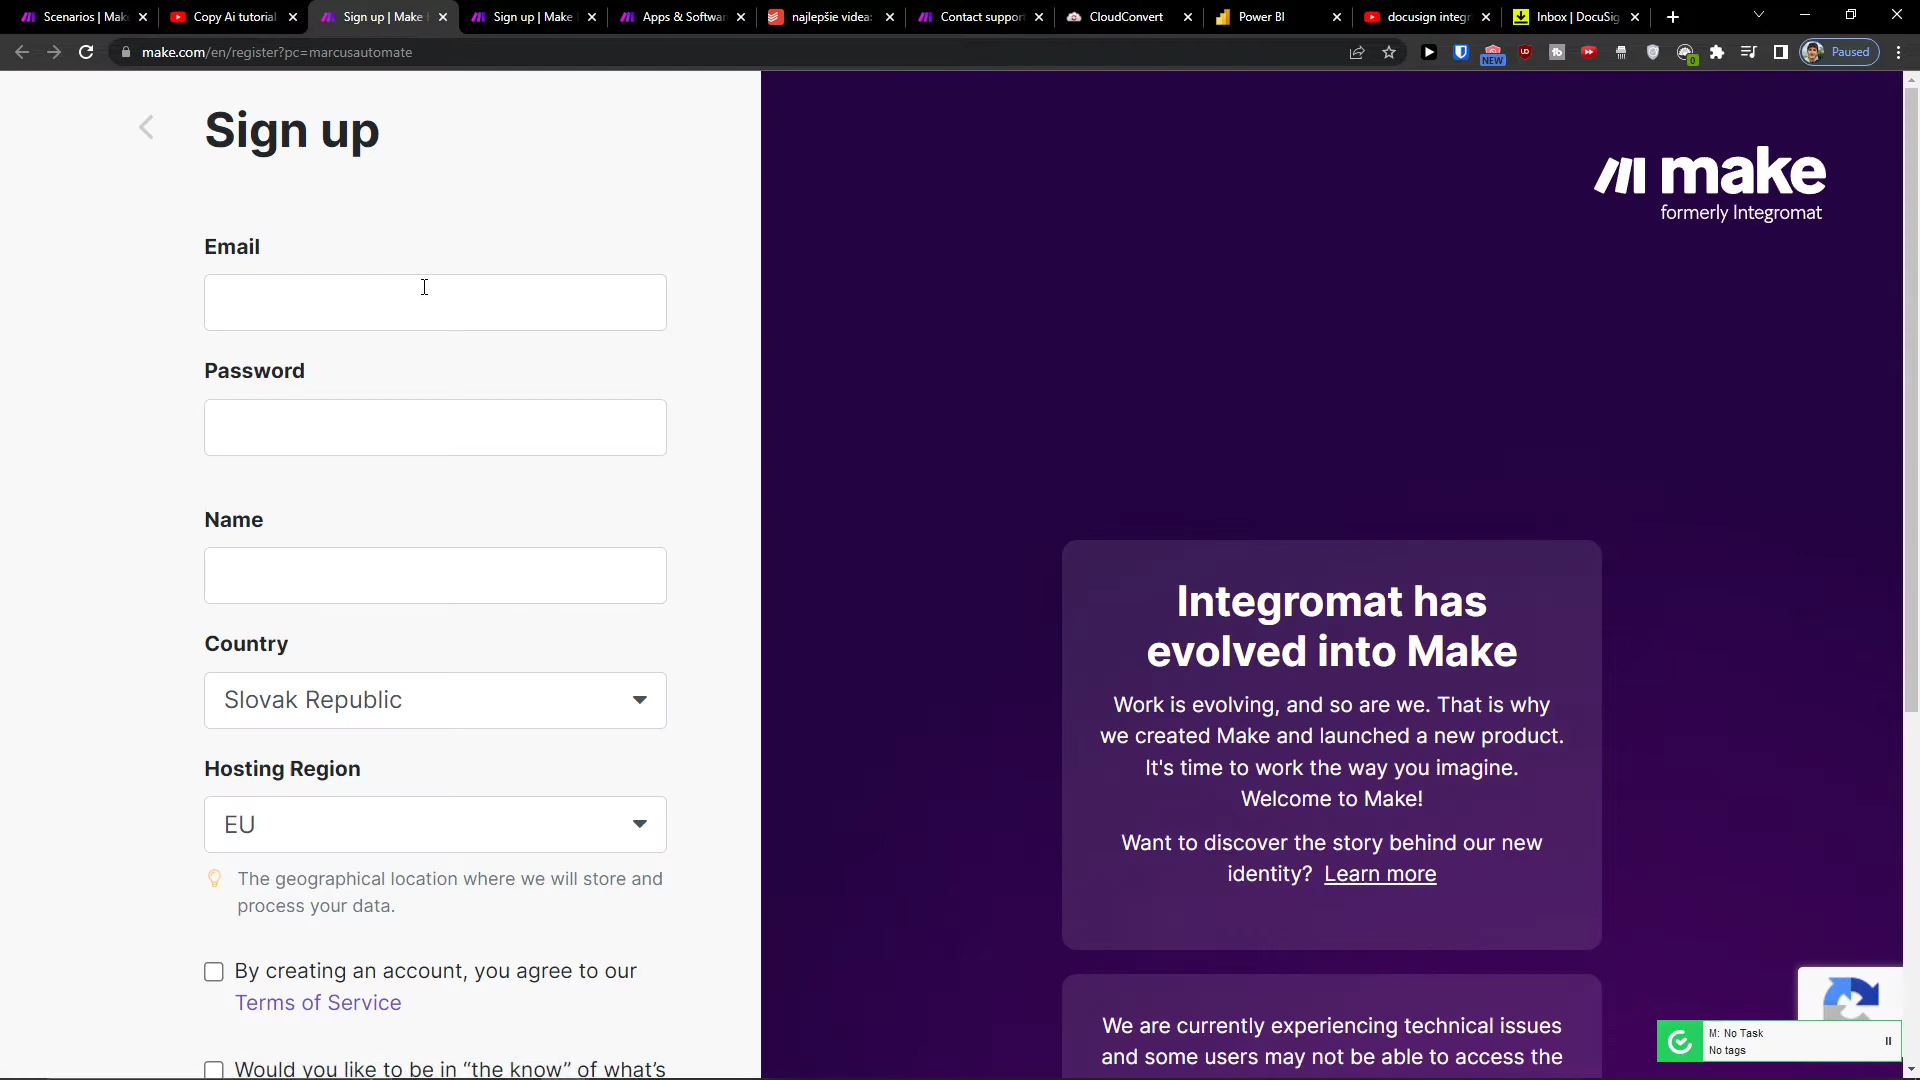 Scenarios | Mak
Copy Ai tutorial
Sign up | Make
Sign up | Make
Apps & Softwar
najlepšie videa
Contact support
CloudConvert
Power BI
docusign integr
Inbox | DocuSig
make.com/en/register?pc=marcusautomate
NEW
0
Paused
Sign up
Email
Password
Name
Country
Slovak Republic
Hosting Region
EU
The geographical location where we will store and
process your data.
By creating an account, you agree to our
Terms of Service
Would you like to be in “the know” of what’s
make
formerly Integromat
Integromat has
evolved into Make
Work is evolving, and so are we. That is why
we created Make and launched a new product.
It's time to work the way you imagine.
Welcome to Make!
Want to discover the story behind our new
identity? Learn more
We are currently experiencing technical issues
and some users may not be able to access the
M: No Task
No tags